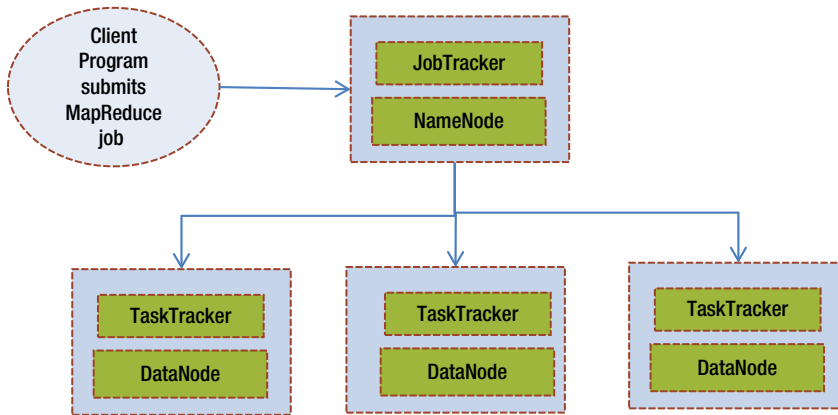 Client
Program
submits
MapReduce
job
JobTracker
NameNode
TaskTracker
DataNode
TaskTracker
DataNode
TaskTracker
DataNode